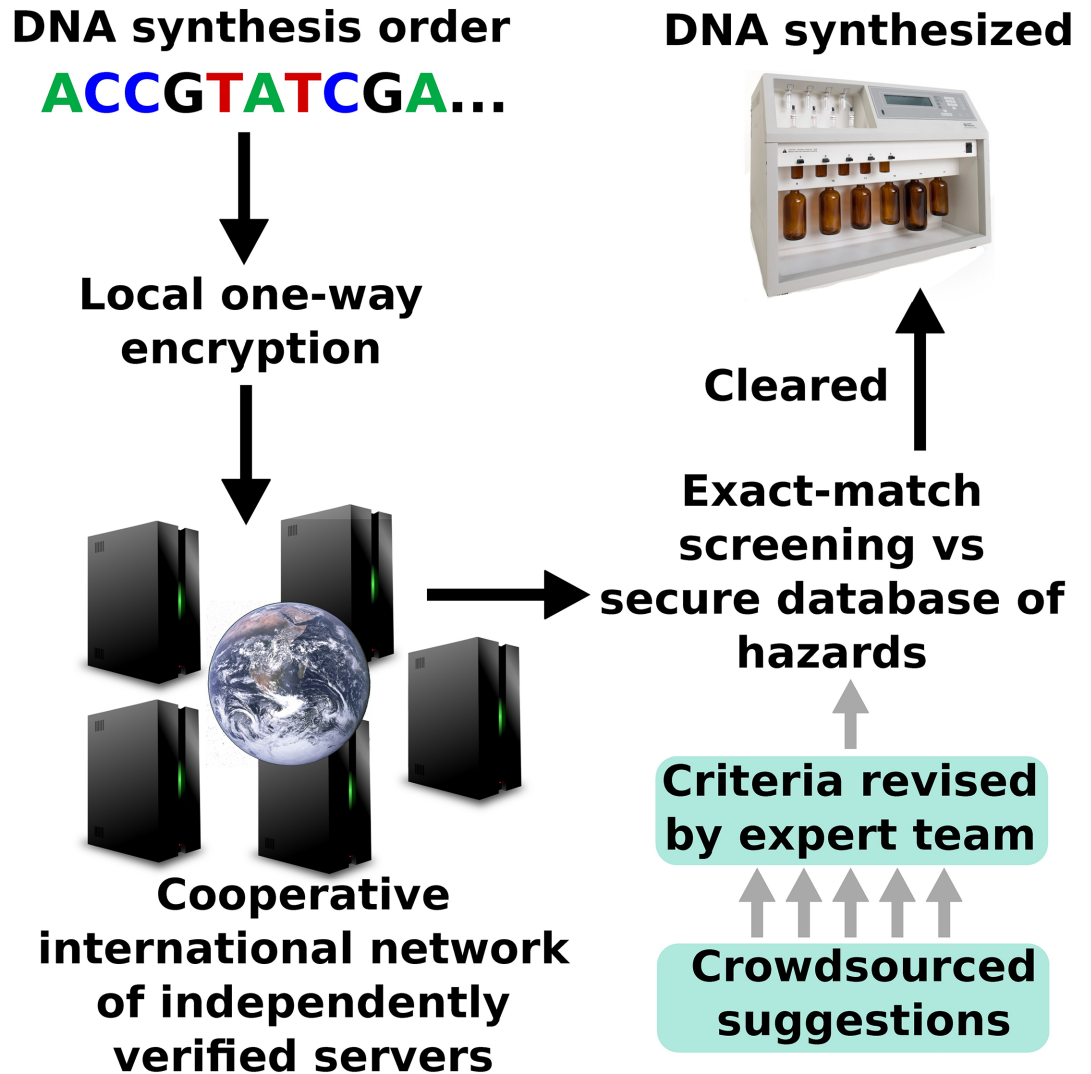 DNA synthesis order
ACCGTATCGA...
Local one-way
encryption
Cooperative
international network
of independently
verified servers
DNA synthesized
Cleared
Exact-match
screening vs
secure database of
hazards
Criteria revised
by expert team
Crowdsourced
suggestions